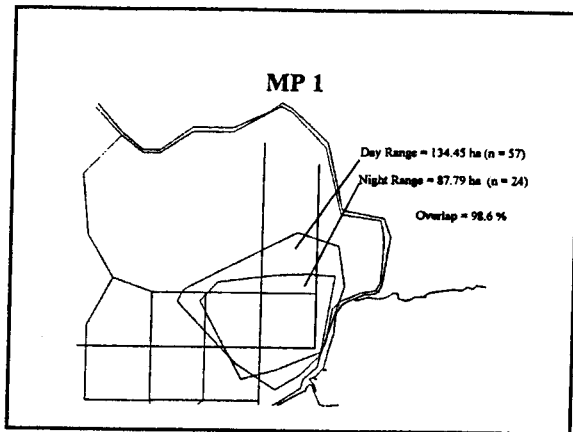 MP 1
Day Range = 134.45 ha (n = 57)
Night Range = 87.79 ha (n = 24)
Overlap = 98.6 %